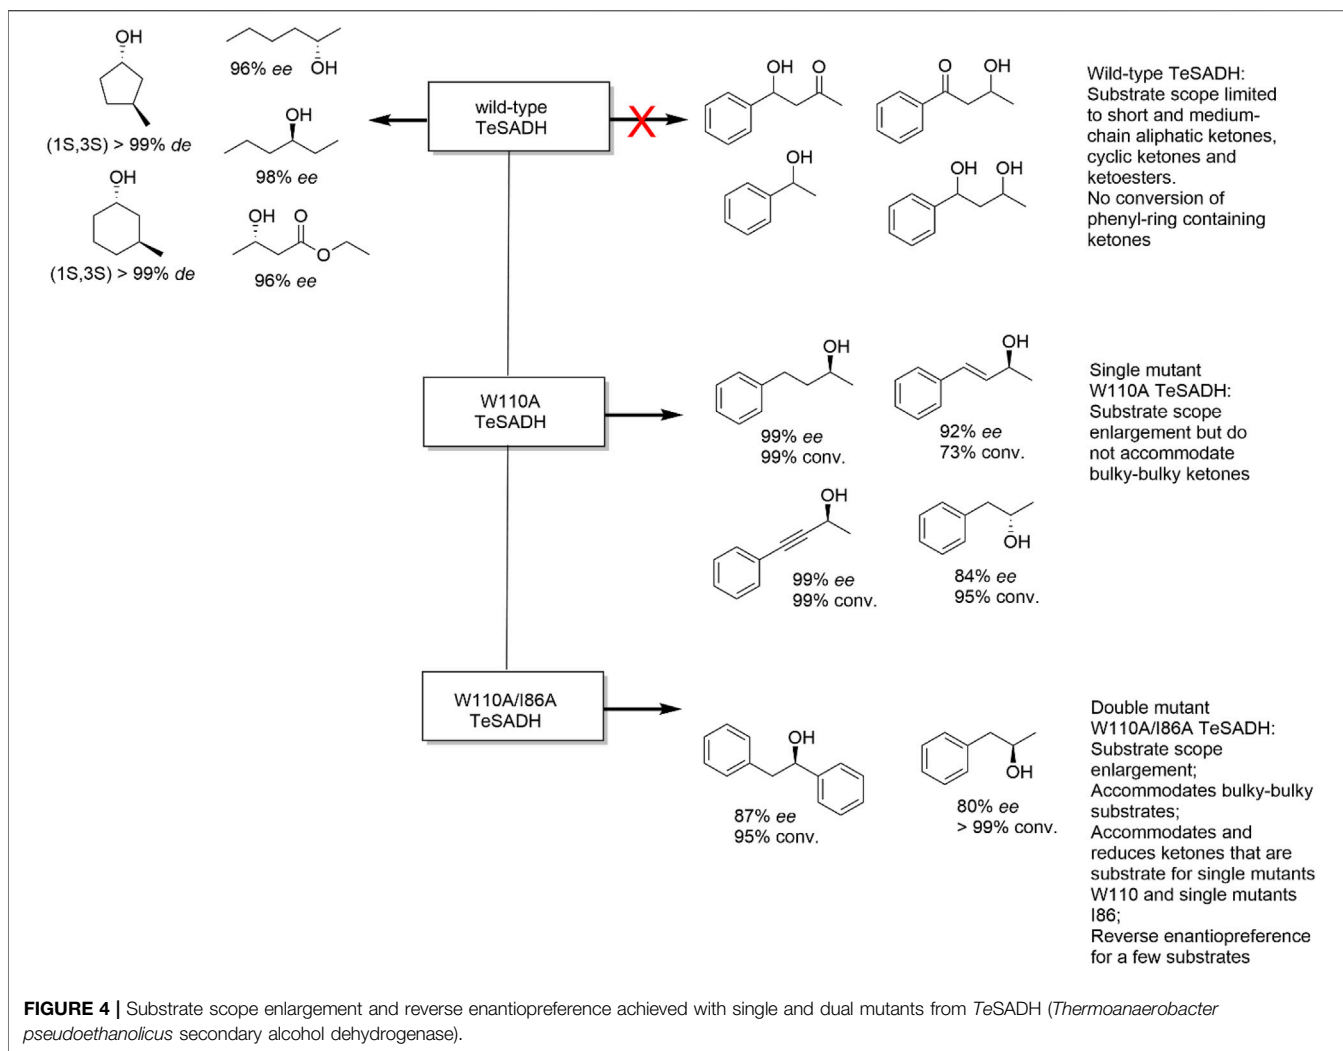 OH
96% ee
OH
(1S,3S) > 99% de
OH
98% ee
OH
(1S,3S) > 99% de
OH
O
O
96% ee
wild-type
TeSADH
X
OH
O
O
OH
OH
OH
OH
Wild-type TeSADH:
Substrate scope limited
to short and medium-
chain aliphatic ketones,
cyclic ketones and
ketoesters.
No conversion of
phenyl-ring containing
ketones
W110A
TeSADH
OH
99% ee
99% conv.
OH
92% ee
73% conv.
OH
99% ee
99% conv.
OH
84% ee
95% conv.
Single mutant
W110A TeSADH:
Substrate scope
enlargement but do
not accommodate
bulky-bulky ketones
W110A/I86A
TeSADH
OH
87% ee
95% conv.
OH
80% ee
> 99% conv.
Double mutant
W110A/I86A TeSADH:
Substrate scope
enlargement;
Accommodates bulky-bulky
substrates;
Accommodates and
reduces ketones that are
substrate for single mutants
W110 and single mutants
I86;
Reverse enantiopreference
for a few substrates
FIGURE 4 | Substrate scope enlargement and reverse enantiopreference achieved with single and dual mutants from TeSADH (Thermoanaerobacter
pseudoethanolicus secondary alcohol dehydrogenase).